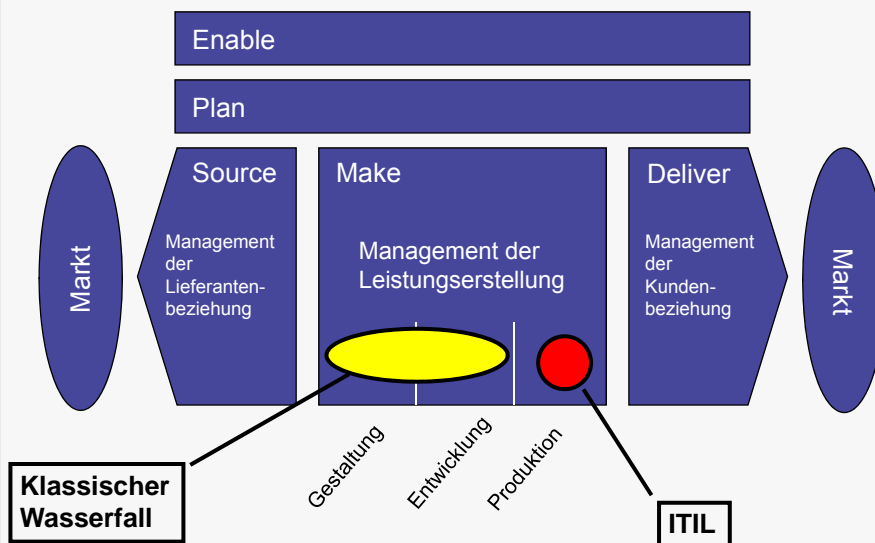 Enable
Plan
Source
Make
Deliver
Markt
Management
der
Lieferanten-
beziehung
Management der
Leistungserstellung
Management
der
Kunden-
beziehung
Markt
Gestaltung
Entwicklung
Produktion
Klassischer
Wasserfall
ITIL